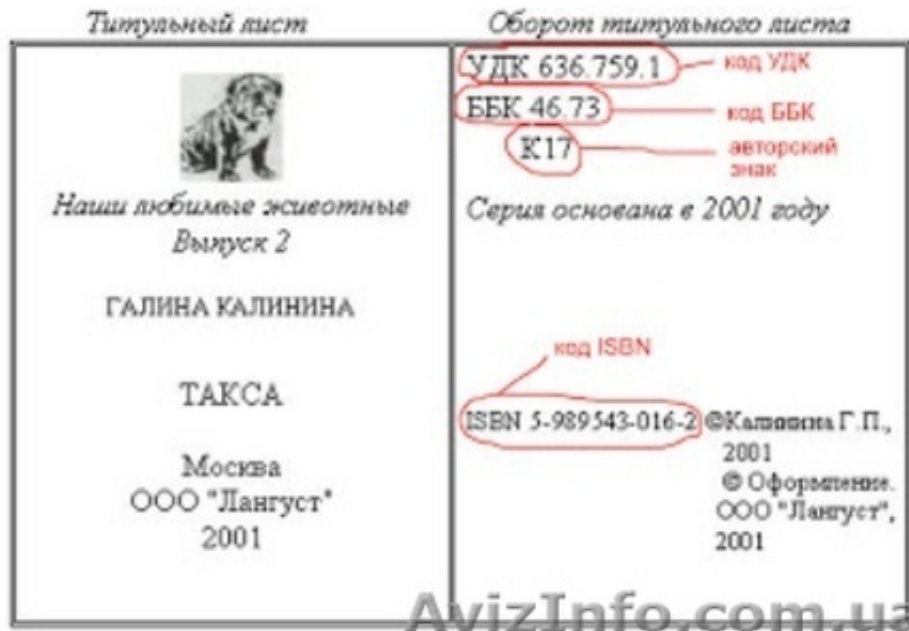 Титульный лист
Наши любимые животные
Выпуск 2
ГАЛИНА КАЛИНИНА
ТАКСА
Москва
ООО "Лангуст"
2001
Оборот титульного листа
УДК 636.759.1
код УДК
ББК 46.73
код ББК
К17
авторский
знак
Серия основана в 2001 году
код ISBN
ISBN 5-989543-016-2 ©Калинина Г.П.,
2001
© Оформление.
ООО "Лангуст",
2001
AvizInfo.com.ua